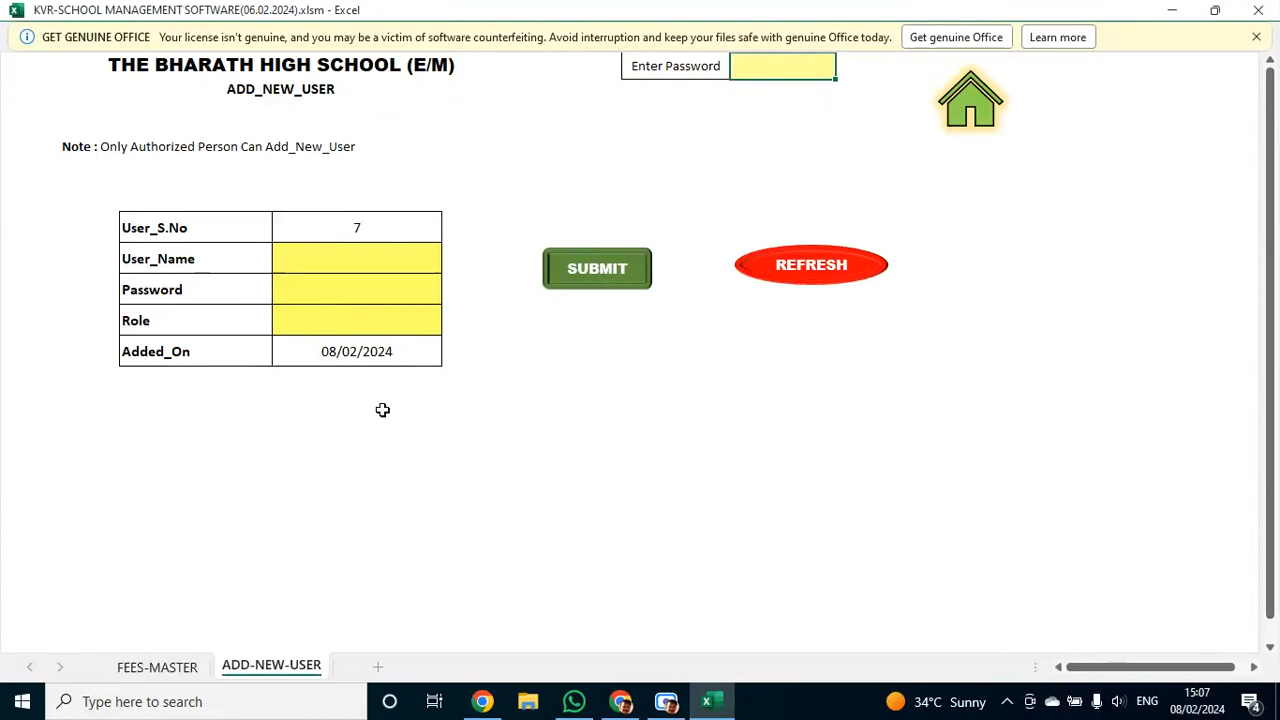 KVR-SCHOOL MANAGEMENT SOFTWARE(06.02.2024).xlsm - Excel
GET GENUINE OFFICE Your license isn't genuine, and you may be a victim of software counterfeiting. Avoid interruption and keep your files safe with genuine Office today. Get genuine Office Learn more
THE BHARATH HIGH SCHOOL (E/M) Enter Password
ADD_NEW_USER
Note : Only Authorized Person Can Add_New_User
User_S.No 7
User_Name
SUBMIT REFRESH
Password
Role
Added_On 08/02/2024
FEES-MASTER ADD-NEW-USER
Type here to search 34°C Sunny ENG 15:07
08/02/2024 4